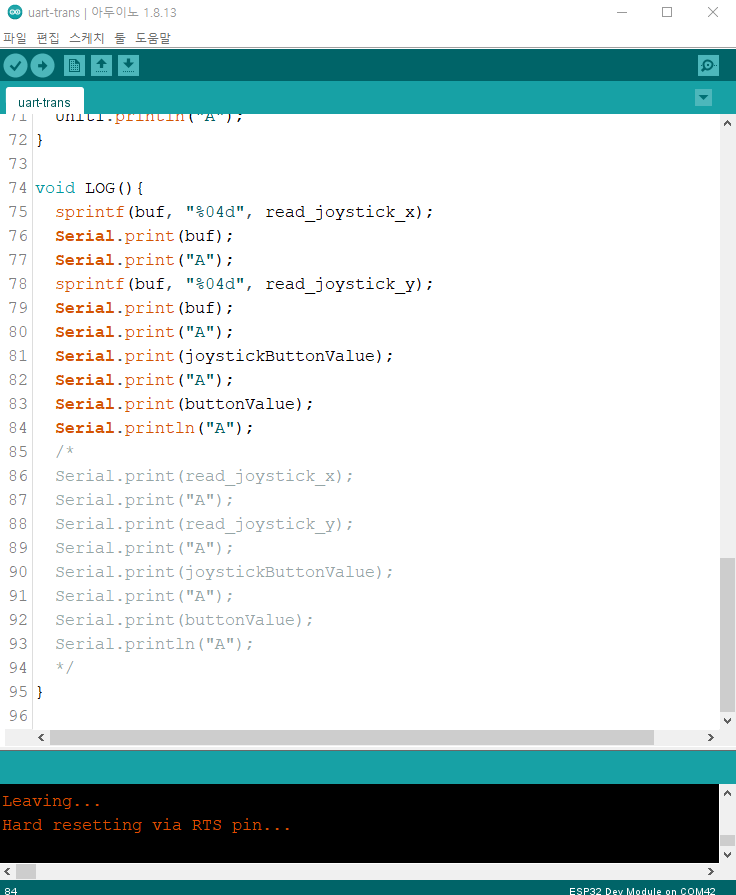 uart-trans | 아두이노 1.8.13
파일 편집 스케치 툴 도움말
uart-trans
71 Unit1.println("A");
72 }
73
74 void LOG(){
75 sprintf(buf, "%04d", read_joystick_x);
76 Serial.print(buf);
77 Serial.print("A");
78 sprintf(buf, "%04d", read_joystick_y);
79 Serial.print(buf);
80 Serial.print("A");
81 Serial.print(joystickButtonValue);
82 Serial.print("A");
83 Serial.print(buttonValue);
84 Serial.println("A");
85 /*
86 Serial.print(read_joystick_x);
87 Serial.print("A");
88 Serial.print(read_joystick_y);
89 Serial.print("A");
90 Serial.print(joystickButtonValue);
91 Serial.print("A");
92 Serial.print(buttonValue);
93 Serial.println("A");
94 */
95 }
96
Leaving...
Hard resetting via RTS pin...
84 ESP32 Dev Module on COM42